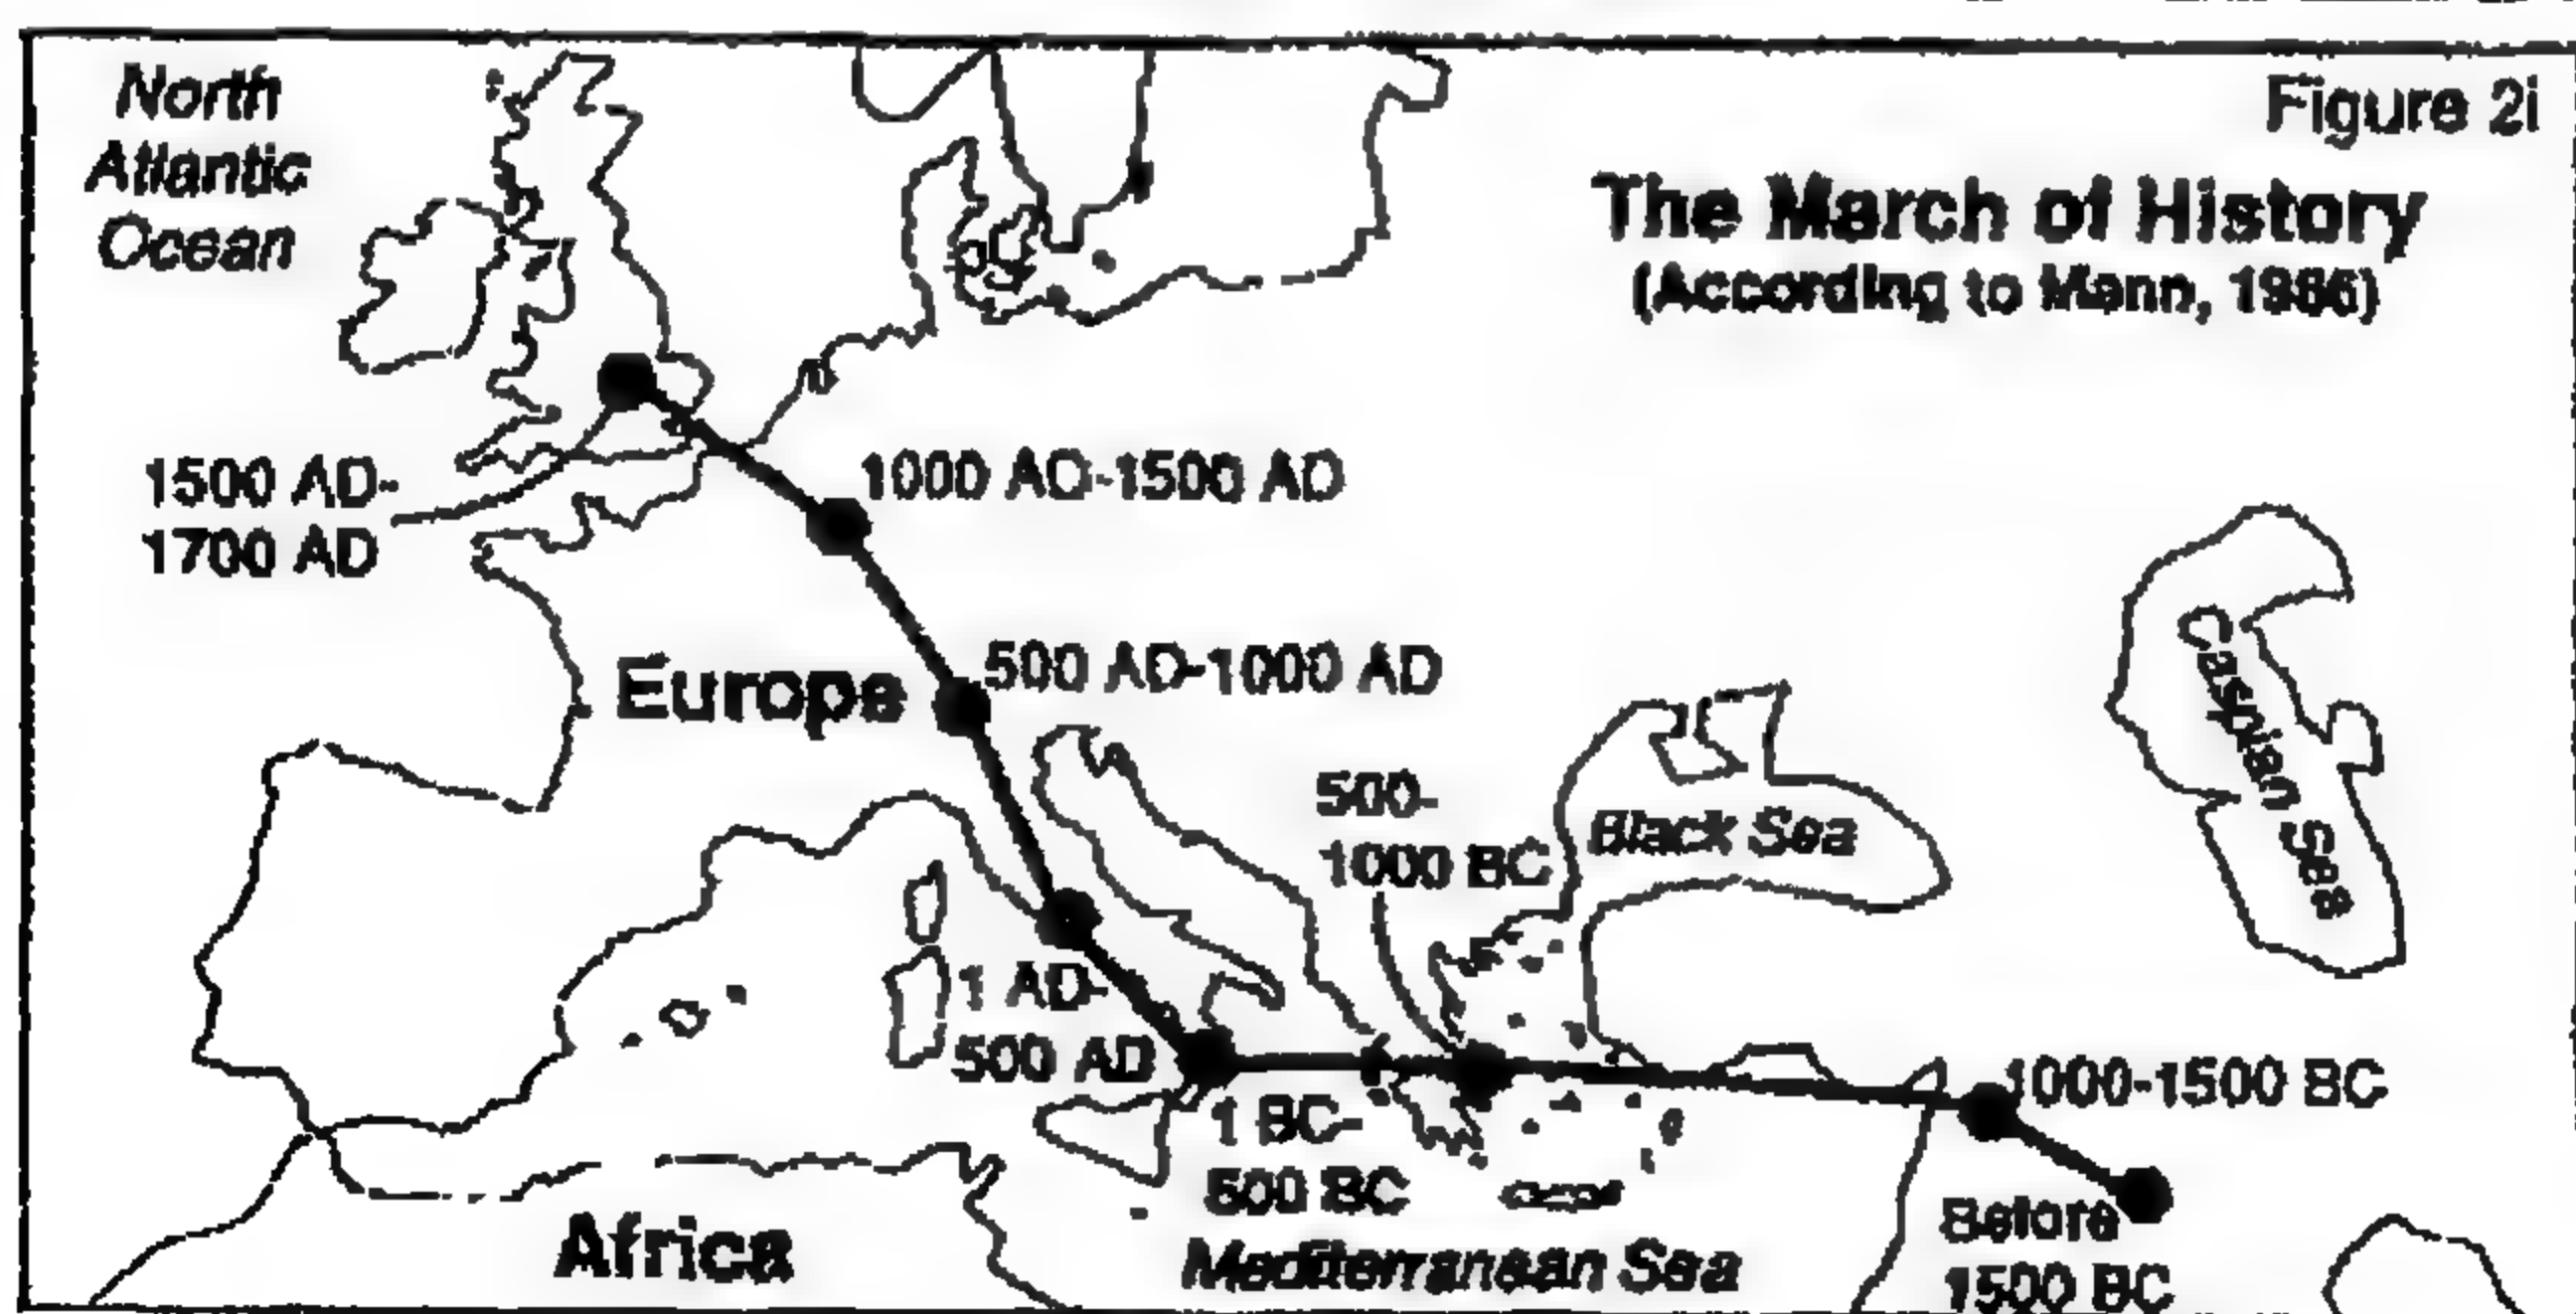 North
Atlantic
Ocean
Figure 2i
The March of History
(According to Mann, 1986)
1500 AD-
1700 AD
1000 AD-1500 AD
500 AD-1000 AD
Europe
Caspian Sea
500-
1000 BC
Black Sea
1 AD-
500 AD
1000-1500 BC
1 BC-
500 BC
Before
1500 BC
Africa
Mediterranean Sea